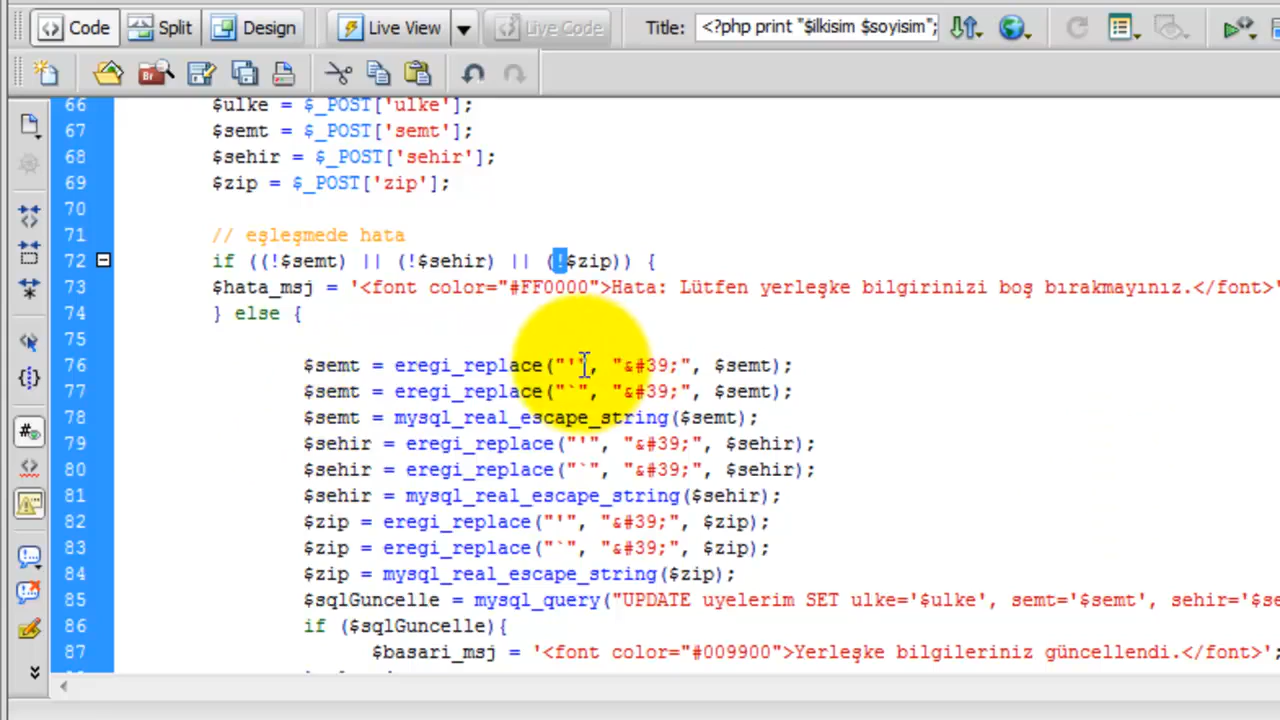 Code Split Design Live View Live Code Title: <?php print "$ilkisim $soyisim";
Br
66 $ulke = $_POST['ulke'];
67 $semt = $_POST['semt'];
68 $sehir = $_POST['sehir'];
69 $zip = $_POST['zip'];
70
71 // eşleşmede hata
72 if ((!$semt) || (!$sehir) || (!$zip)) {
73 $hata_msj = '<font color="#FF0000">Hata: Lütfen yerleşke bilgirinizi boş bırakmayınız.</font>'
74 } else {
75
76 $semt = eregi_replace("'", "&#39;", $semt);
77 $semt = eregi_replace("`", "&#39;", $semt);
78 $semt = mysql_real_escape_string($semt);
79 $sehir = eregi_replace("'", "&#39;", $sehir);
80 $sehir = eregi_replace("`", "&#39;", $sehir);
81 $sehir = mysql_real_escape_string($sehir);
82 $zip = eregi_replace("'", "&#39;", $zip);
83 $zip = eregi_replace("`", "&#39;", $zip);
84 $zip = mysql_real_escape_string($zip);
85 $sqlGuncelle = mysql_query("UPDATE uyelerim SET ulke='$ulke', semt='$semt', sehir='$se
86 if ($sqlGuncelle){
87 $basari_msj = '<font color="#009900">Yerleşke bilgileriniz güncellendi.</font>';